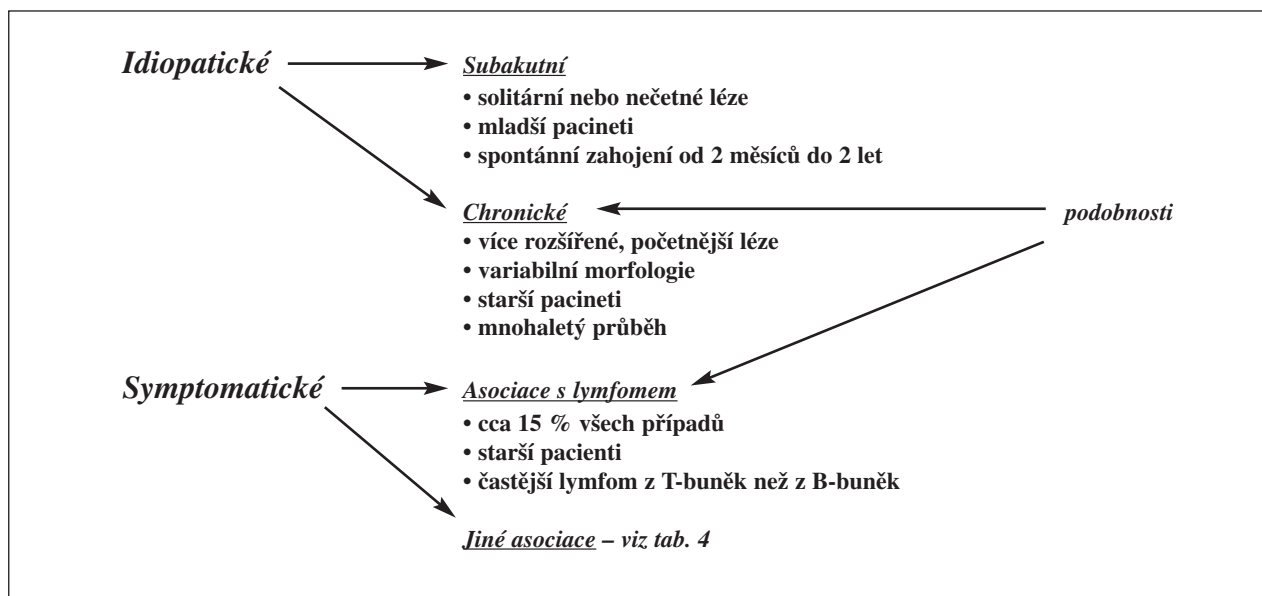 Idiopatické
Subakutní
• solitární nebo nečetné léze
• mladší pacineti
• spontánní zahojení od 2 měsíců do 2 let
Chronické
podobnosti
• více rozšířené, početnější léze
• variabilní morfologie
• starší pacineti
• mnohaletý průběh
Symptomatické
Asociace s lymfomem
• cca 15 % všech případů
• starší pacienti
• častější lymfom z T-buněk než z B-buněk
Jiné asociace – viz tab. 4